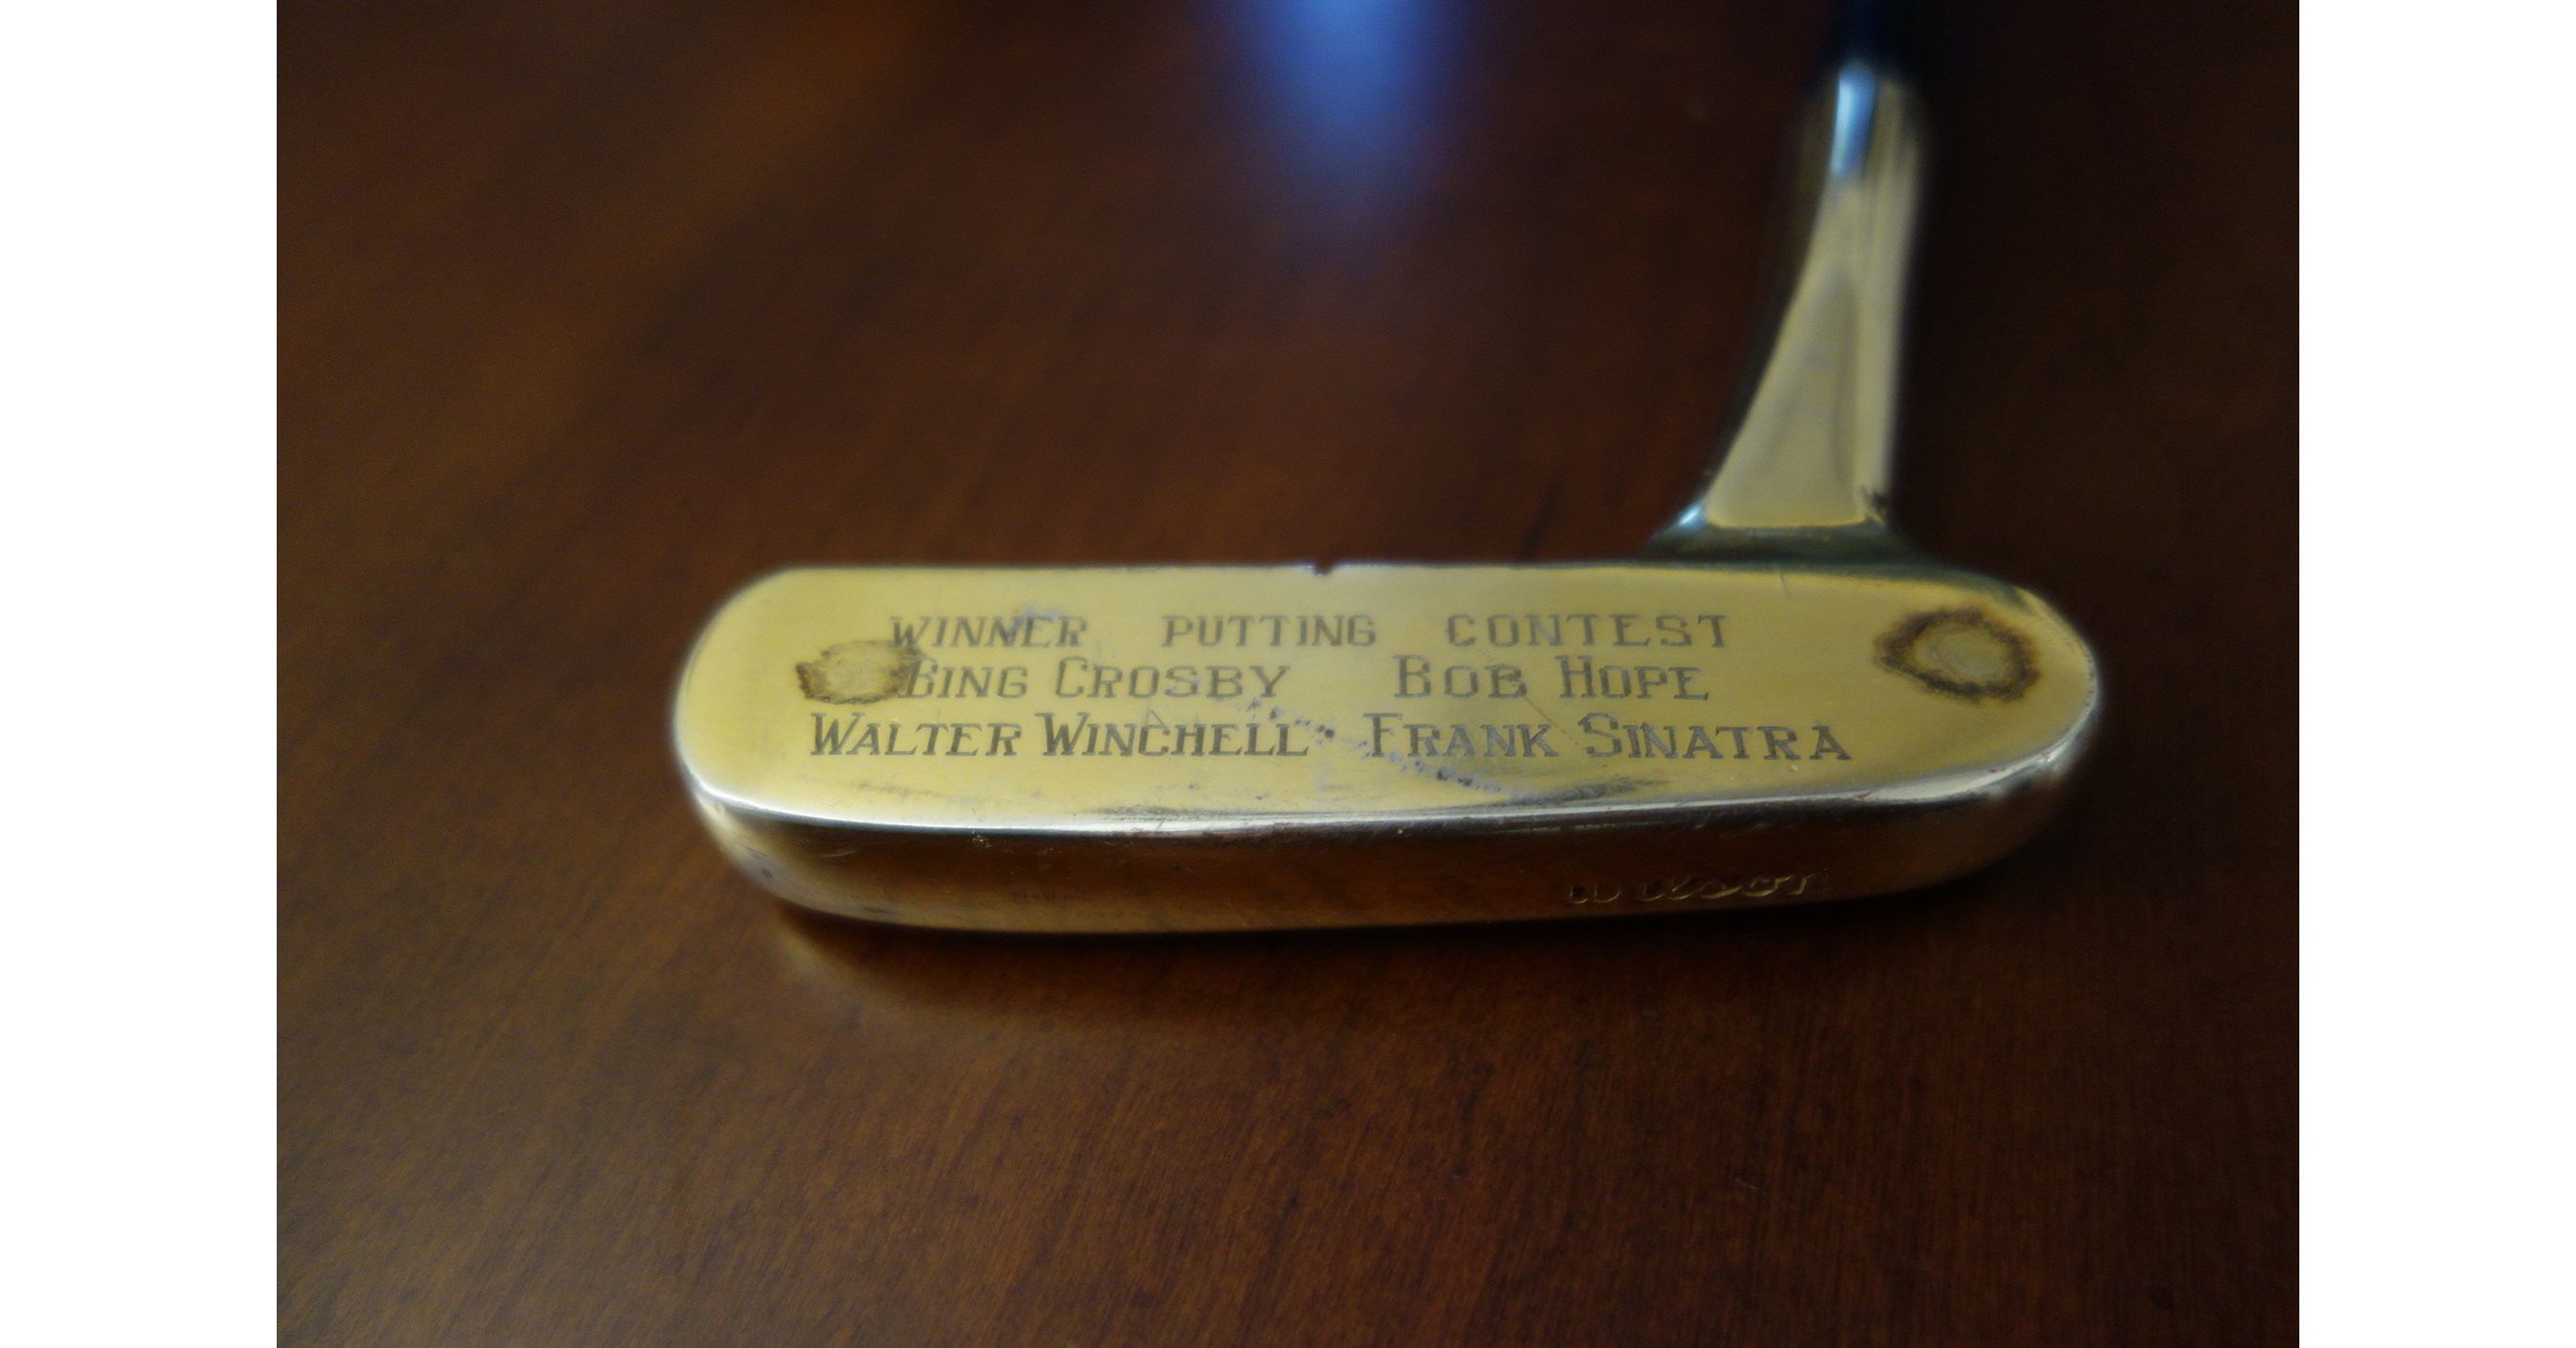 WINNER PUTTING CONTEST
BING CROSBY BOB HOPE
WALTER WINCHELL FRANK SINATRA
Wilson